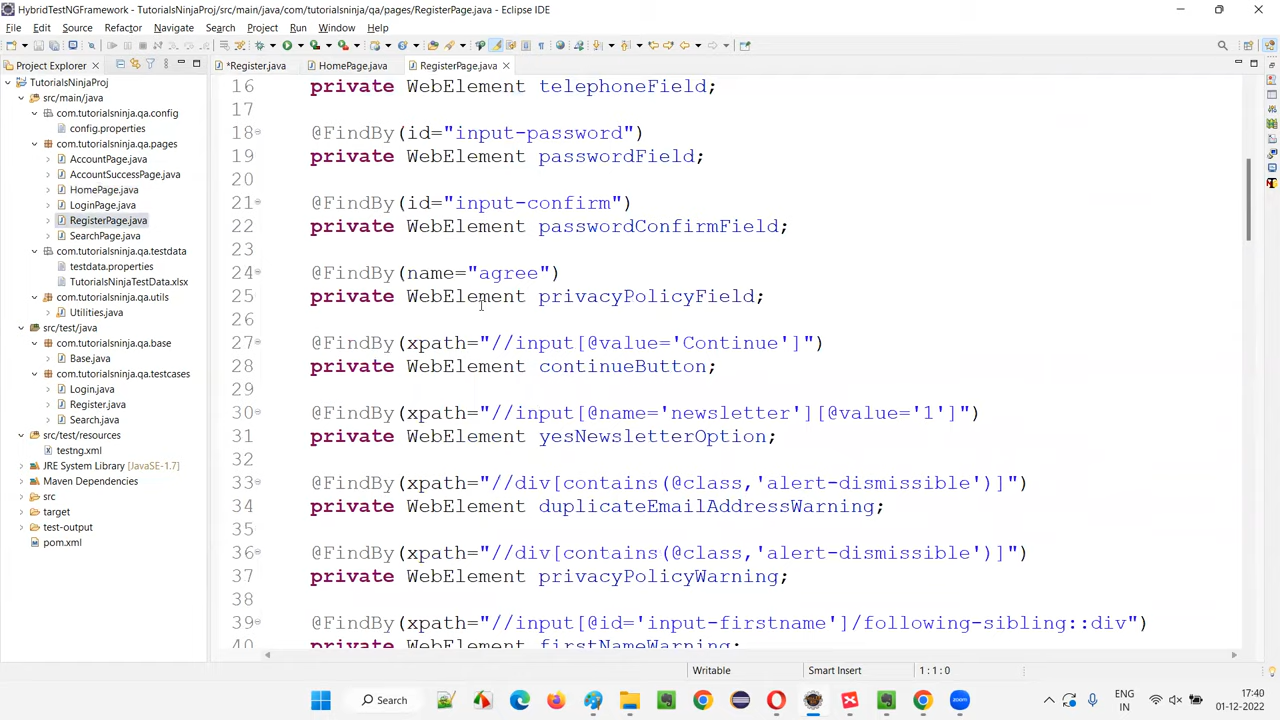 HybridTestNGFramework - TutorialsNinjaProj/src/main/java/com/tutorialsninja/qa/pages/RegisterPage.java - Eclipse IDE
File Edit Source Refactor Navigate Search Project Run Window Help
Project Explorer
*Register.java HomePage.java RegisterPage.java
TutorialsNinjaProj
src/main/java
com.tutorialsninja.qa.config
config.properties
com.tutorialsninja.qa.pages
AccountPage.java
AccountSuccessPage.java
HomePage.java
LoginPage.java
RegisterPage.java
SearchPage.java
com.tutorialsninja.qa.testdata
testdata.properties
TutorialsNinjaTestData.xlsx
com.tutorialsninja.qa.utils
Utilities.java
src/test/java
com.tutorialsninja.qa.base
Base.java
com.tutorialsninja.qa.testcases
Login.java
Register.java
Search.java
src/test/resources
testng.xml
JRE System Library [JavaSE-1.7]
Maven Dependencies
src
target
test-output
pom.xml
16 private WebElement telephoneField;
17
18 @FindBy(id="input-password")
19 private WebElement passwordField;
20
21 @FindBy(id="input-confirm")
22 private WebElement passwordConfirmField;
23
24 @FindBy(name="agree")
25 private WebElement privacyPolicyField;
26
27 @FindBy(xpath="//input[@value='Continue']")
28 private WebElement continueButton;
29
30 @FindBy(xpath="//input[@name='newsletter'][@value='1']")
31 private WebElement yesNewsletterOption;
32
33 @FindBy(xpath="//div[contains(@class,'alert-dismissible')]")
34 private WebElement duplicateEmailAddressWarning;
35
36 @FindBy(xpath="//div[contains(@class,'alert-dismissible')]")
37 private WebElement privacyPolicyWarning;
38
39 @FindBy(xpath="//input[@id='input-firstname']/following-sibling::div")
40 private WebElement firstNameWarning;
Writable Smart Insert 1 : 1 : 0
Search
ENG
IN
17:40
01-12-2022